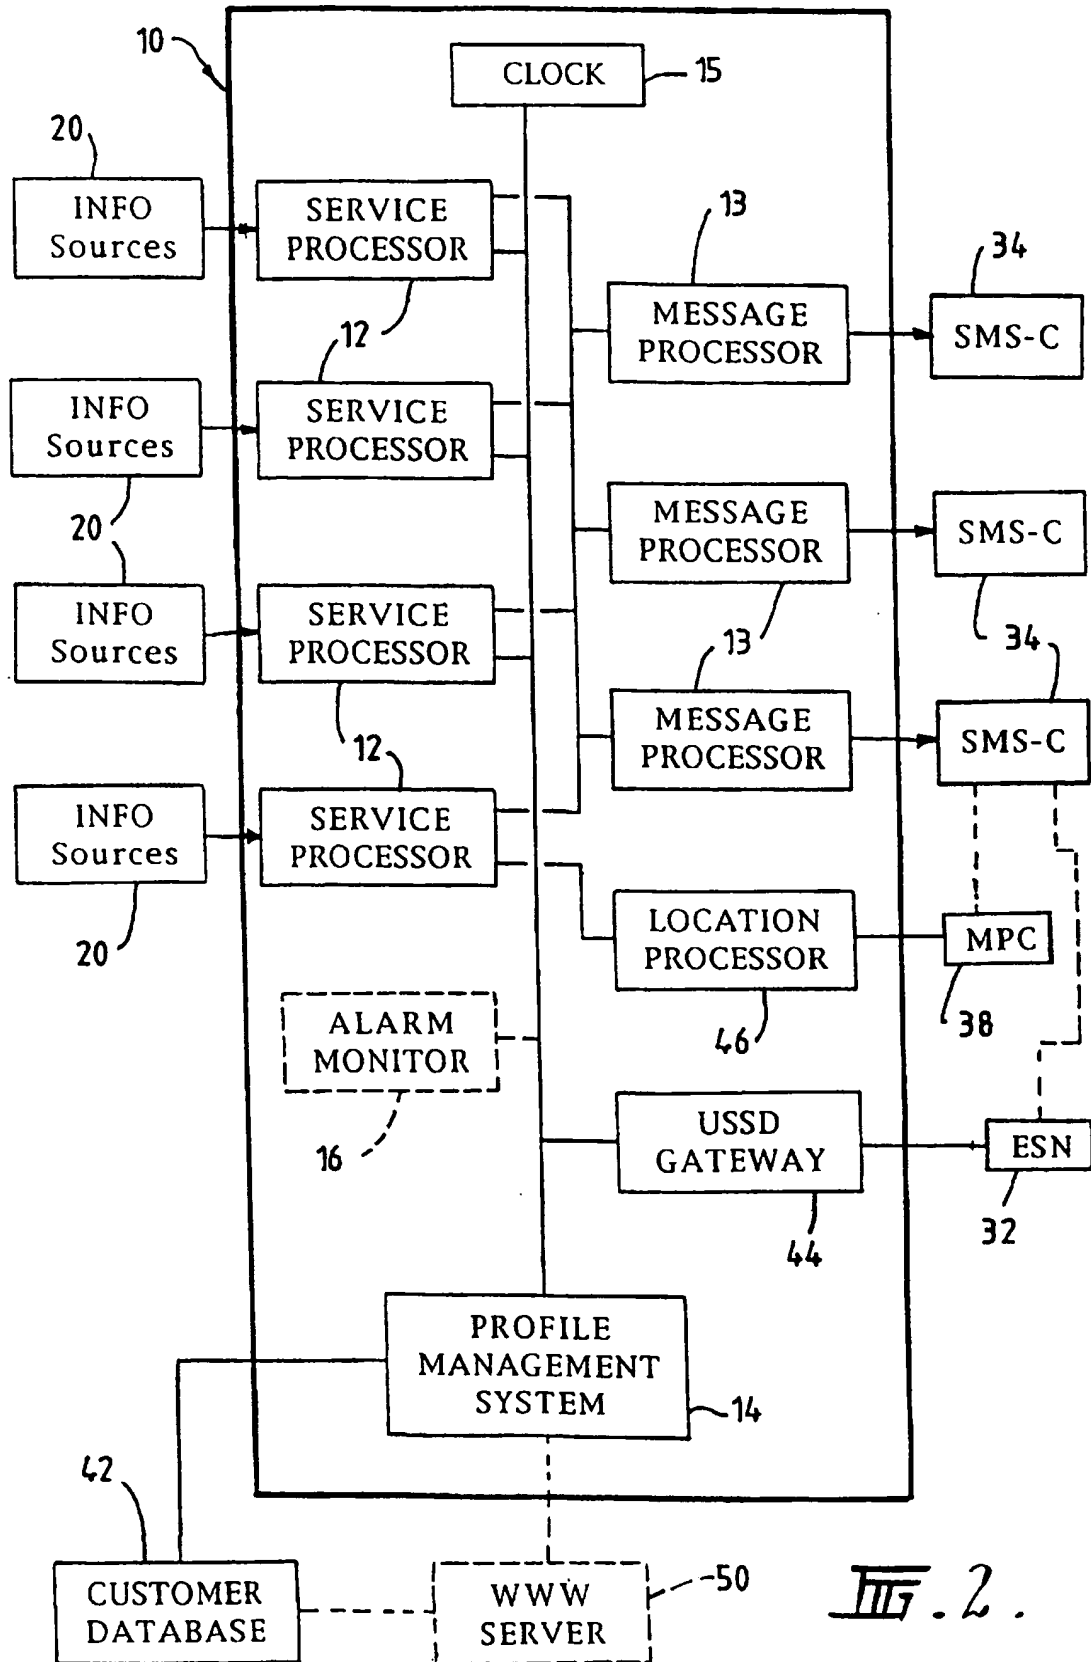 10
CLOCK
15
20
INFO
Sources
SERVICE
PROCESSOR
13
34
12
MESSAGE
PROCESSOR
SMS-C
INFO
Sources
SERVICE
PROCESSOR
20
MESSAGE
PROCESSOR
SMS-C
INFO
Sources
SERVICE
PROCESSOR
13
34
12
MESSAGE
PROCESSOR
SMS-C
INFO
Sources
SERVICE
PROCESSOR
20
LOCATION
PROCESSOR
MPC
46
38
ALARM
MONITOR
16
USSD
GATEWAY
ESN
44
32
PROFILE
MANAGEMENT
SYSTEM
14
42
CUSTOMER
DATABASE
WWW
SERVER
50
FIG. 2.